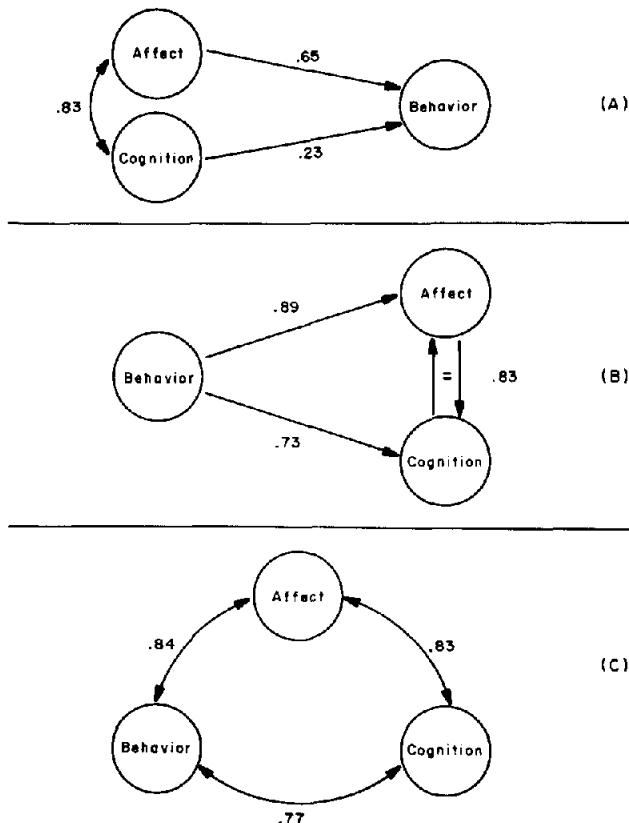 Affect
.65
Behavior
(A)
.83
Cognition
.23
Affect
.89
Behavior
=
.83
(B)
.73
Cognition
Affect
.84
.83
(C)
Behavior
Cognition
.77